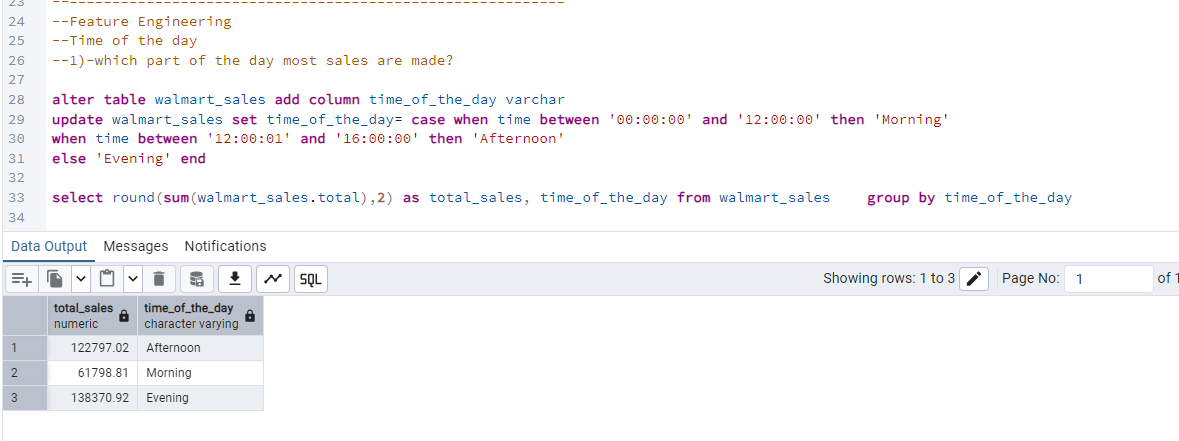 23 ------------------------------------------------------------
24 --Feature Engineering
25 --Time of the day
26 --1)-which part of the day most sales are made?
27
28 alter table walmart_sales add column time_of_the_day varchar
29 update walmart_sales set time_of_the_day= case when time between '00:00:00' and '12:00:00' then 'Morning'
30 when time between '12:00:01' and '16:00:00' then 'Afternoon'
31 else 'Evening' end
32
33 select round(sum(walmart_sales.total),2) as total_sales, time_of_the_day from walmart_sales    group by time_of_the_day
34
Data Output Messages Notifications
SQL Showing rows: 1 to 3 Page No: 1 of 1
total_sales time_of_the_day
numeric character varying
1 122797.02 Afternoon
2 61798.81 Morning
3 138370.92 Evening